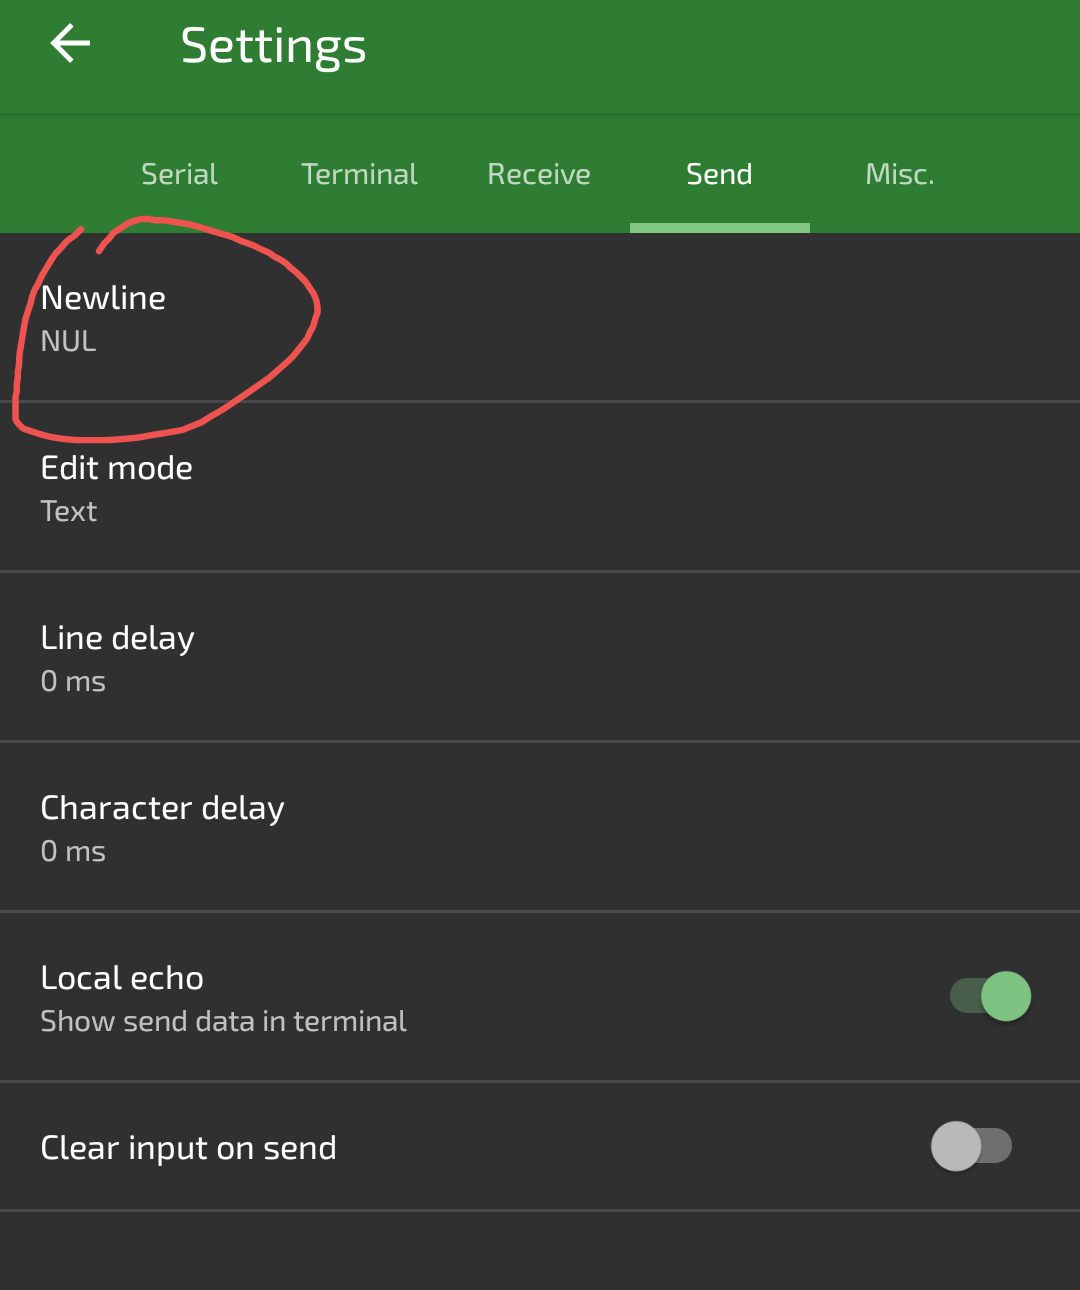 Settings
Serial Terminal Receive Send Misc.
Newline
NUL
Edit mode
Text
Line delay
0 ms
Character delay
0 ms
Local echo
Show send data in terminal
Clear input on send